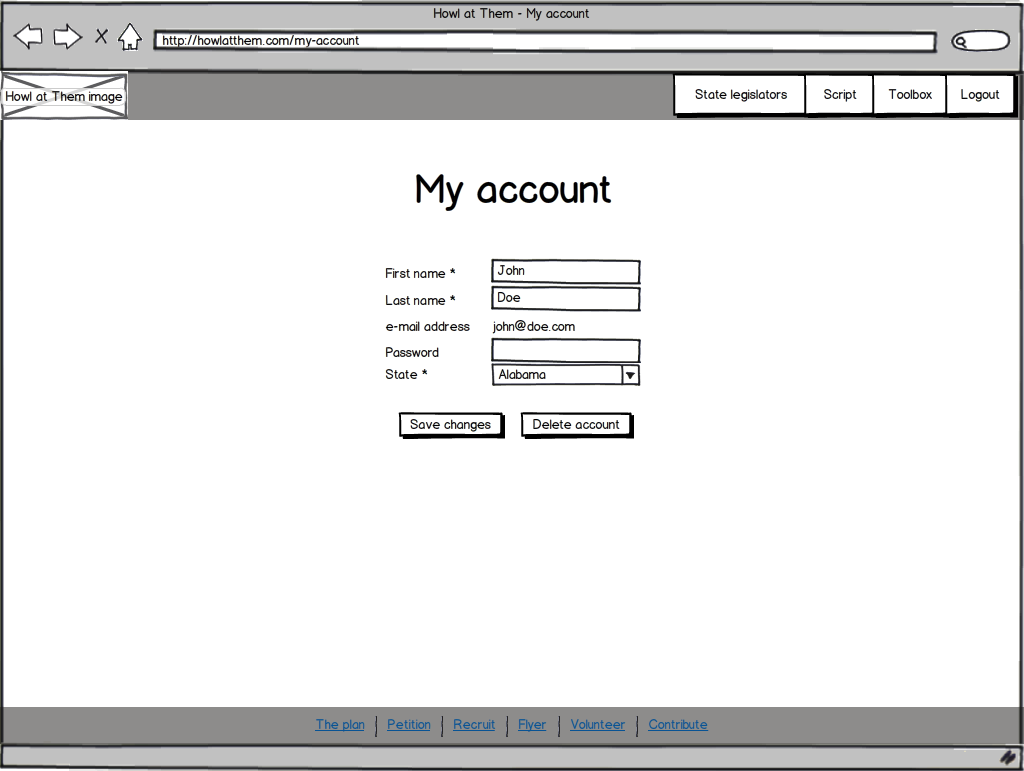 Howl at Them - My account
http://howlatthem.com/my-account
Howl at Them image
State legislators
Script
Toolbox
Logout
My account
First name *
John
Last name *
Doe
e-mail address
john@doe.com
Password
State *
Alabama
Save changes
Delete account
The plan
Petition
Recruit
Flyer
Volunteer
Contribute